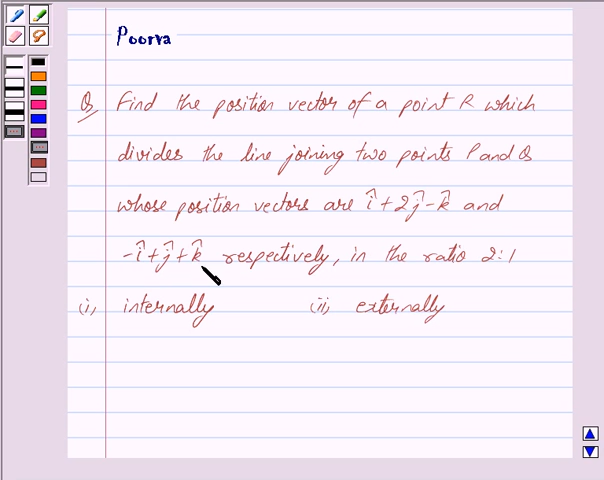 Poorva
Q Find the position vector of a point R which
divides the line joining two points P and Q
whose position vectors are î + 2ĵ - k̂ and
-î + ĵ + k̂ respectively, in the ratio 2:1
(i) internally (ii) externally